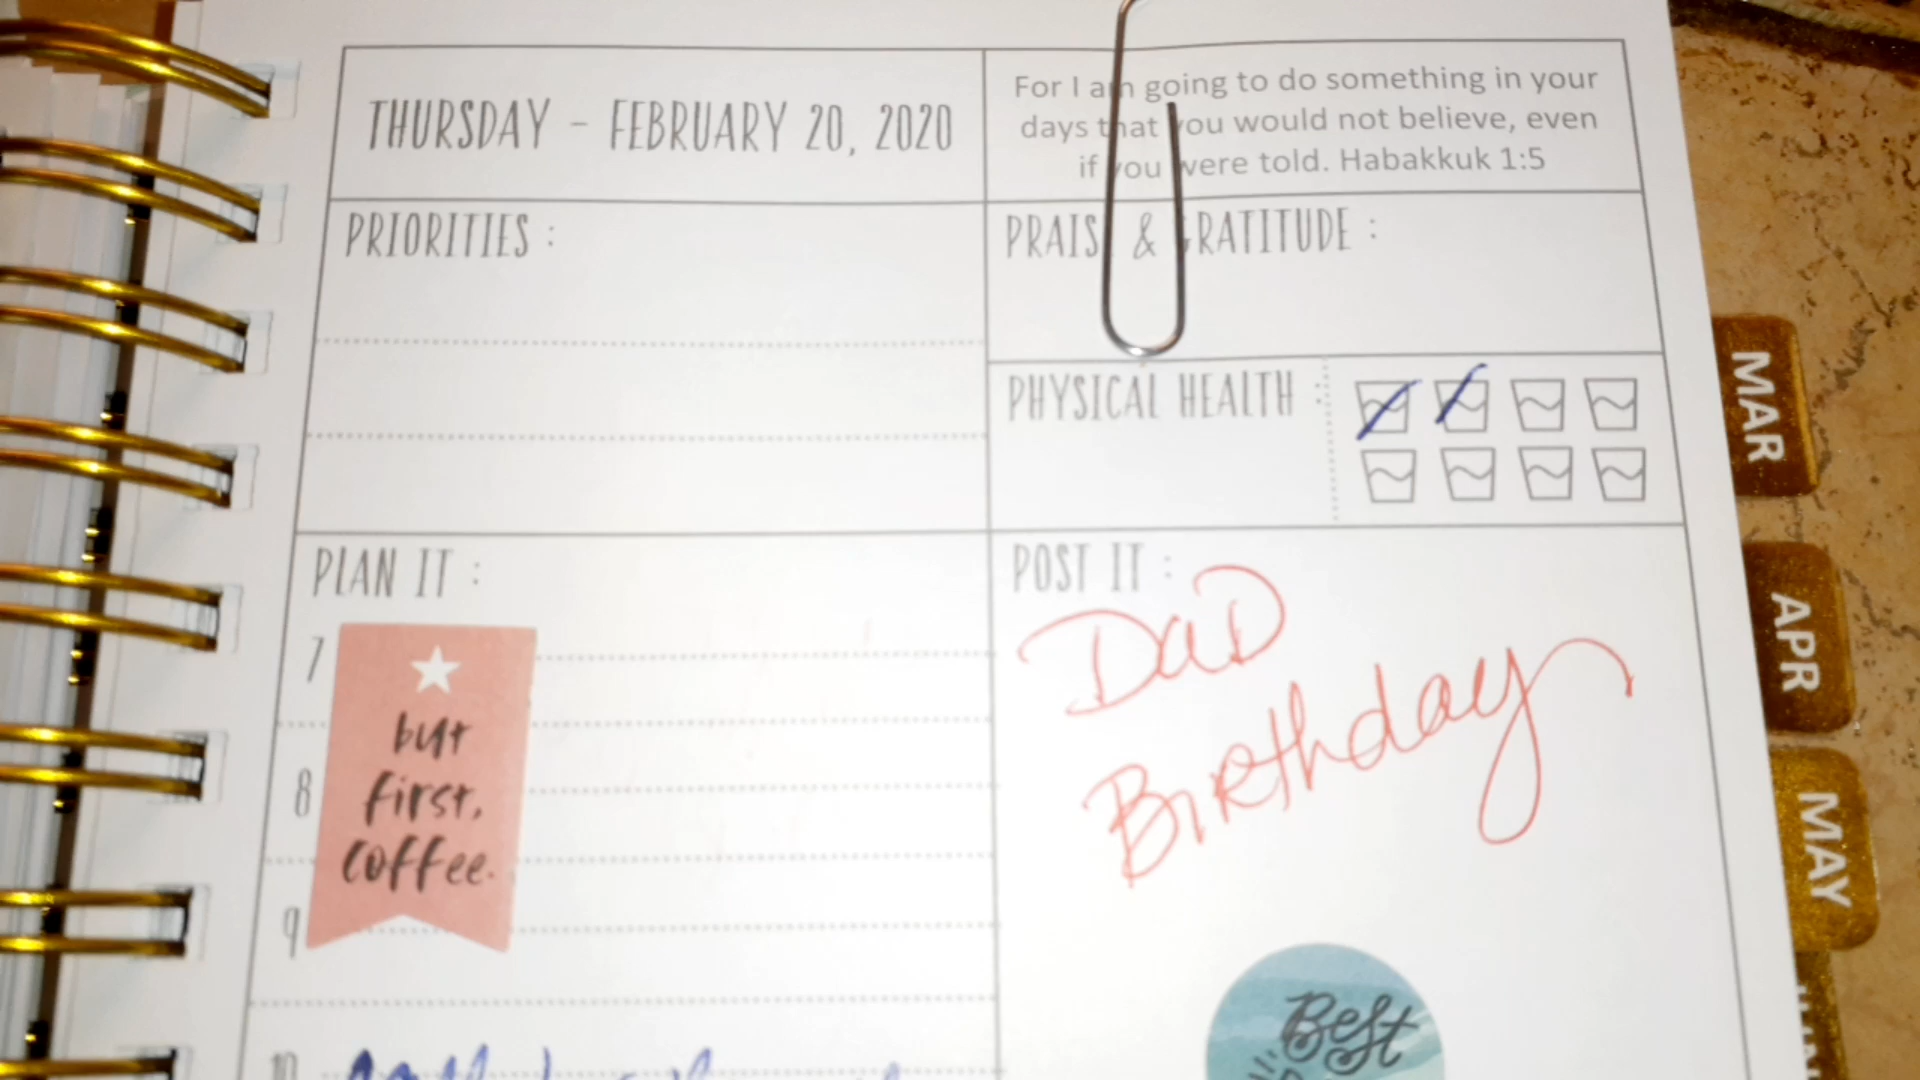 THURSDAY - FEBRUARY 20, 2020
For I am going to do something in your
days that you would not believe, even
if you were told. Habakkuk 1:5
PRIORITIES :
PRAISE & GRATITUDE :
PHYSICAL HEALTH :
PLAN IT :
7
but
first,
coffee.
8
9
10
POST IT :
DaD
Birthday
Best
MAR
APR
MAY